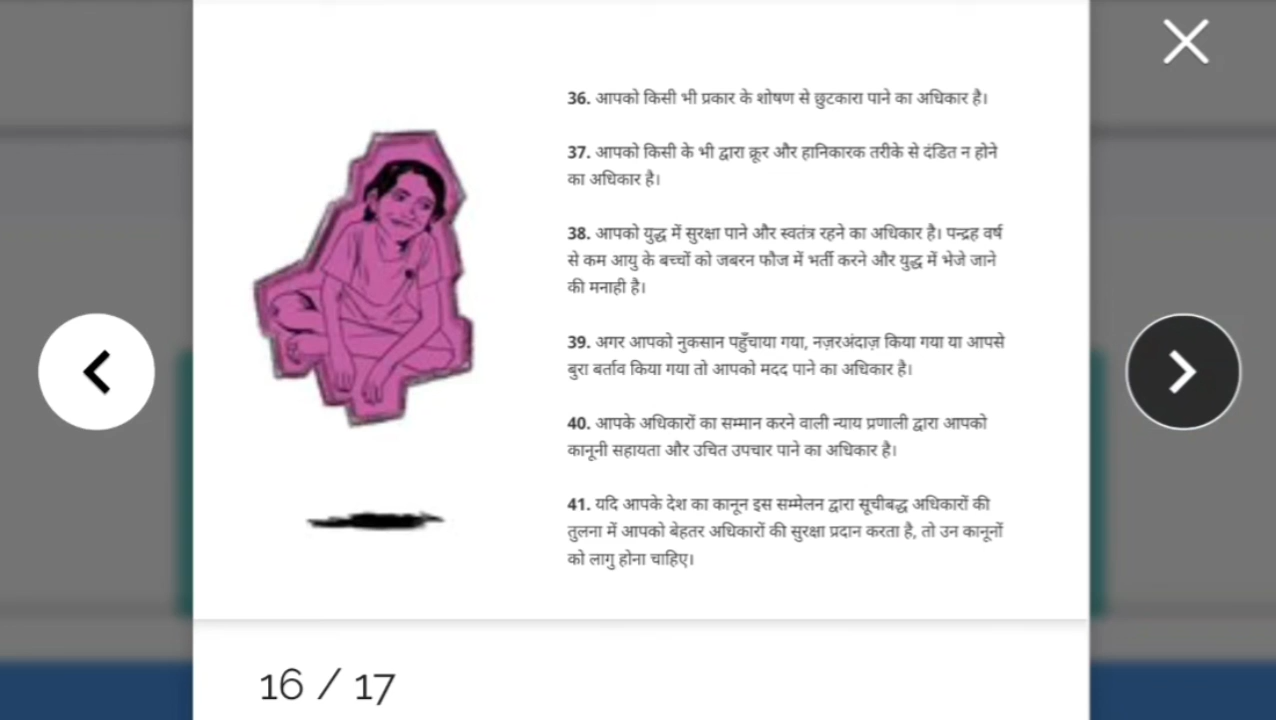 36. आपको किसी भी प्रकार के शोषण से छुटकारा पाने का अधिकार है।
37. आपको किसी के भी द्वारा क्रूर और हानिकारक तरीके से दंडित न होने
का अधिकार है।
38. आपको युद्ध में सुरक्षा पाने और स्वतंत्र रहने का अधिकार है। पन्द्रह वर्ष
से कम आयु के बच्चों को जबरन फौज में भर्ती करने और युद्ध में भेजे जाने
की मनाही है।
39. अगर आपको नुकसान पहुँचाया गया, नज़रअंदाज़ किया गया या आपसे
बुरा बर्ताव किया गया तो आपको मदद पाने का अधिकार है।
40. आपके अधिकारों का सम्मान करने वाली न्याय प्रणाली द्वारा आपको
कानूनी सहायता और उचित उपचार पाने का अधिकार है।
41. यदि आपके देश का कानून इस सम्मेलन द्वारा सूचीबद्ध अधिकारों की
तुलना में आपको बेहतर अधिकारों की सुरक्षा प्रदान करता है, तो उन कानूनों
को लागु होना चाहिए।
16 / 17